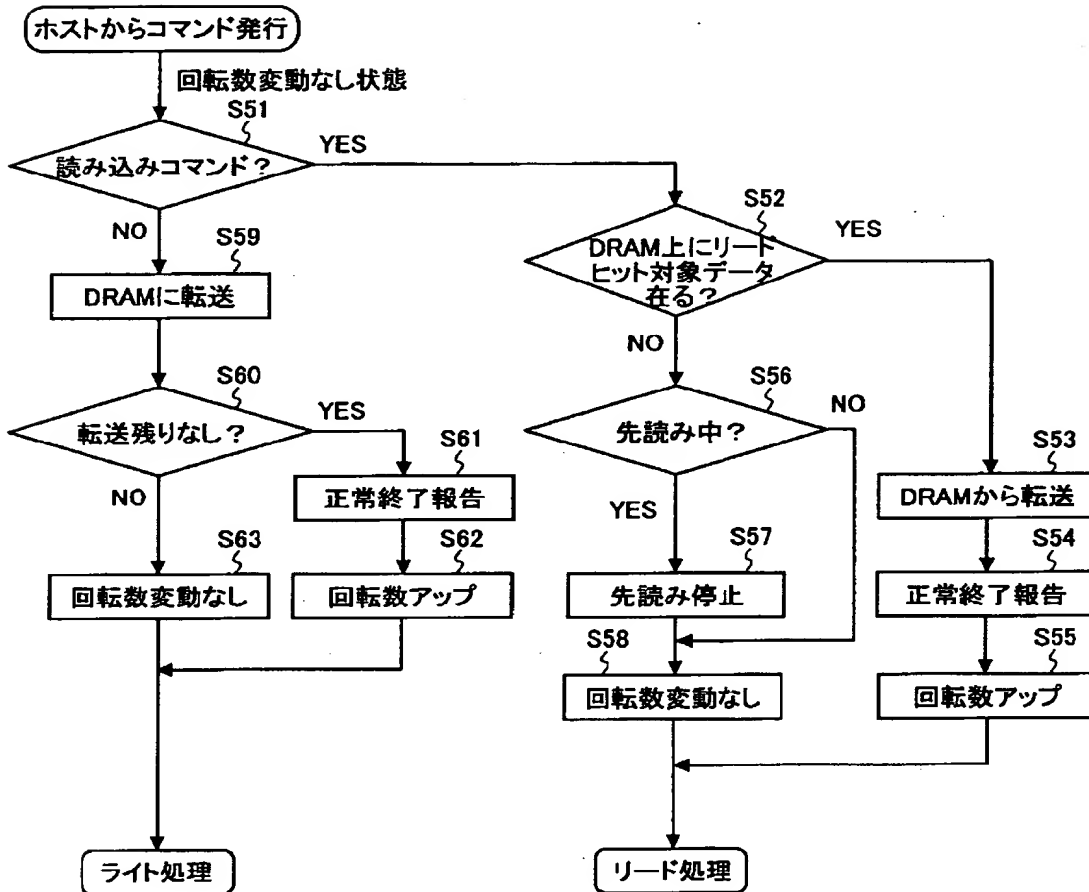 ホストからコマンド発行
回転数変動なし状態
S51
読み込みコマンド?
YES
NO
S52
DRAM上にリード
ヒット対象データ
在る?
YES
NO
S59
DRAMに転送
S60
転送残りなし?
YES
NO
S56
先読み中?
NO
YES
S61
正常終了報告
S53
DRAMから転送
S63
回転数変動なし
S62
回転数アップ
S57
先読み停止
S54
正常終了報告
S58
回転数変動なし
S55
回転数アップ
ライト処理
リード処理